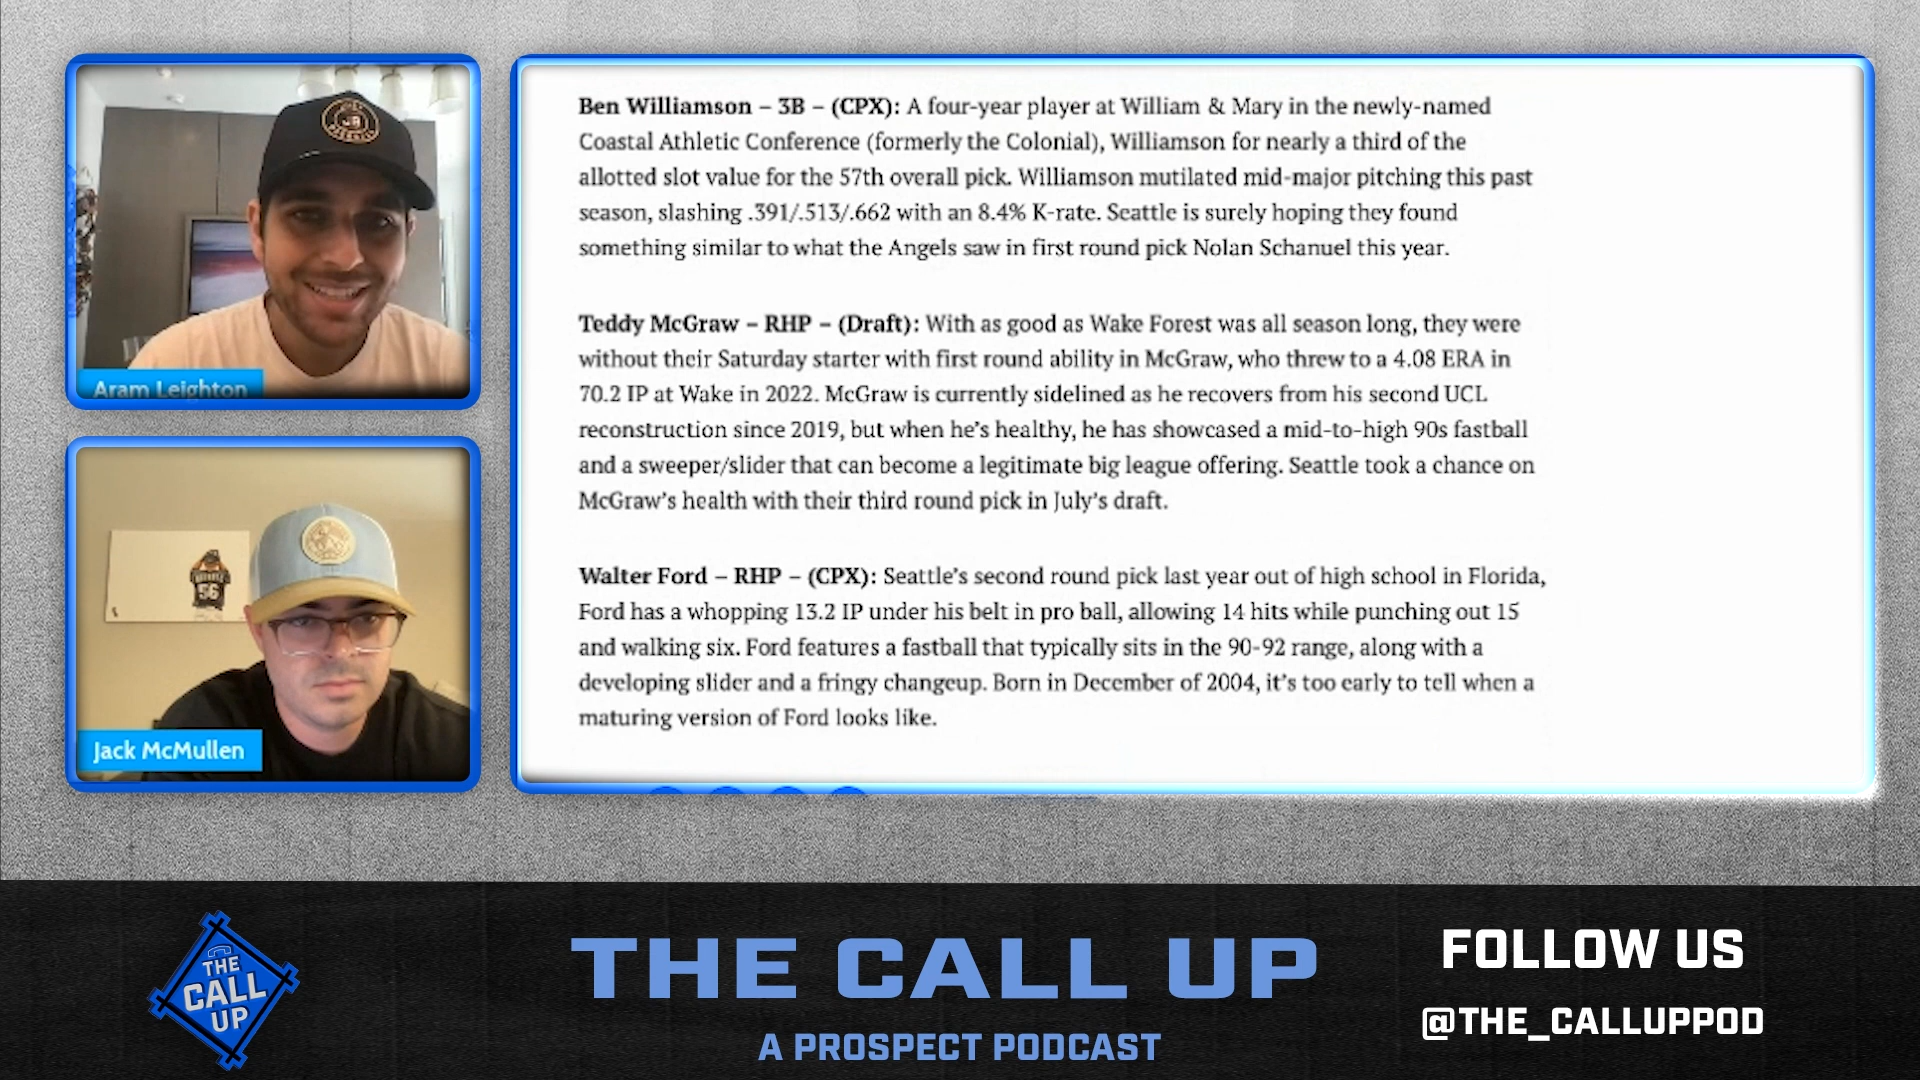 Aram Leighton
Jack McMullen
56
Ben Williamson – 3B – (CPX): A four-year player at William & Mary in the newly-named
Coastal Athletic Conference (formerly the Colonial), Williamson for nearly a third of the
allotted slot value for the 57th overall pick. Williamson mutilated mid-major pitching this past
season, slashing .391/.513/.662 with an 8.4% K-rate. Seattle is surely hoping they found
something similar to what the Angels saw in first round pick Nolan Schanuel this year.
Teddy McGraw – RHP – (Draft): With as good as Wake Forest was all season long, they were
without their Saturday starter with first round ability in McGraw, who threw to a 4.08 ERA in
70.2 IP at Wake in 2022. McGraw is currently sidelined as he recovers from his second UCL
reconstruction since 2019, but when he's healthy, he has showcased a mid-to-high 90s fastball
and a sweeper/slider that can become a legitimate big league offering. Seattle took a chance on
McGraw's health with their third round pick in July's draft.
Walter Ford – RHP – (CPX): Seattle's second round pick last year out of high school in Florida,
Ford has a whopping 13.2 IP under his belt in pro ball, allowing 14 hits while punching out 15
and walking six. Ford features a fastball that typically sits in the 90-92 range, along with a
developing slider and a fringy changeup. Born in December of 2004, it's too early to tell when a
maturing version of Ford looks like.
THE
CALL
UP
THE CALL UP
A PROSPECT PODCAST
FOLLOW US
@THE_CALLUPPOD